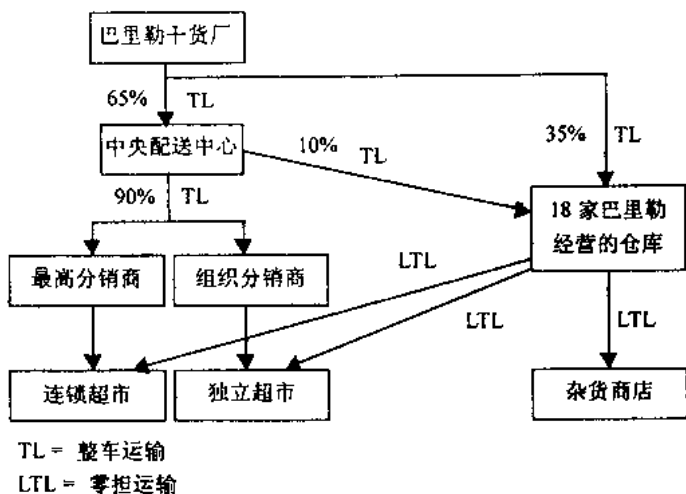 巴里勒干货厂
65% TL
35% TL
中央配送中心
10% TL
90% TL
18 家巴里勒
经营的仓库
最高分销商
组织分销商
LTL
LTL
LTL
连锁超市
独立超市
杂货商店
TL = 整车运输
LTL = 零担运输